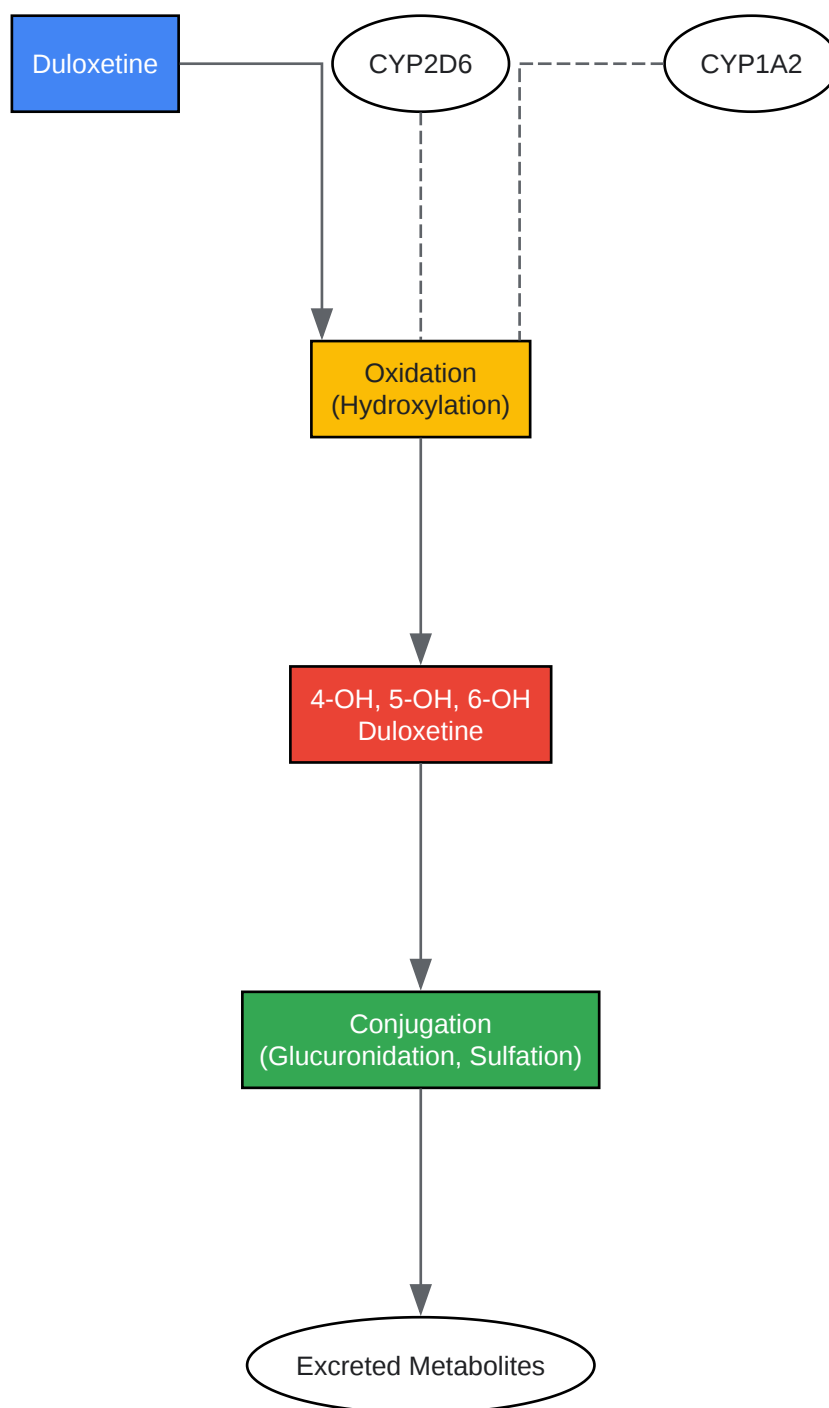 Duloxetine
CYP2D6
CYP1A2
Oxidation
(Hydroxylation)
4-OH, 5-OH, 6-OH
Duloxetine
Conjugation
(Glucuronidation, Sulfation)
Excreted Metabolites